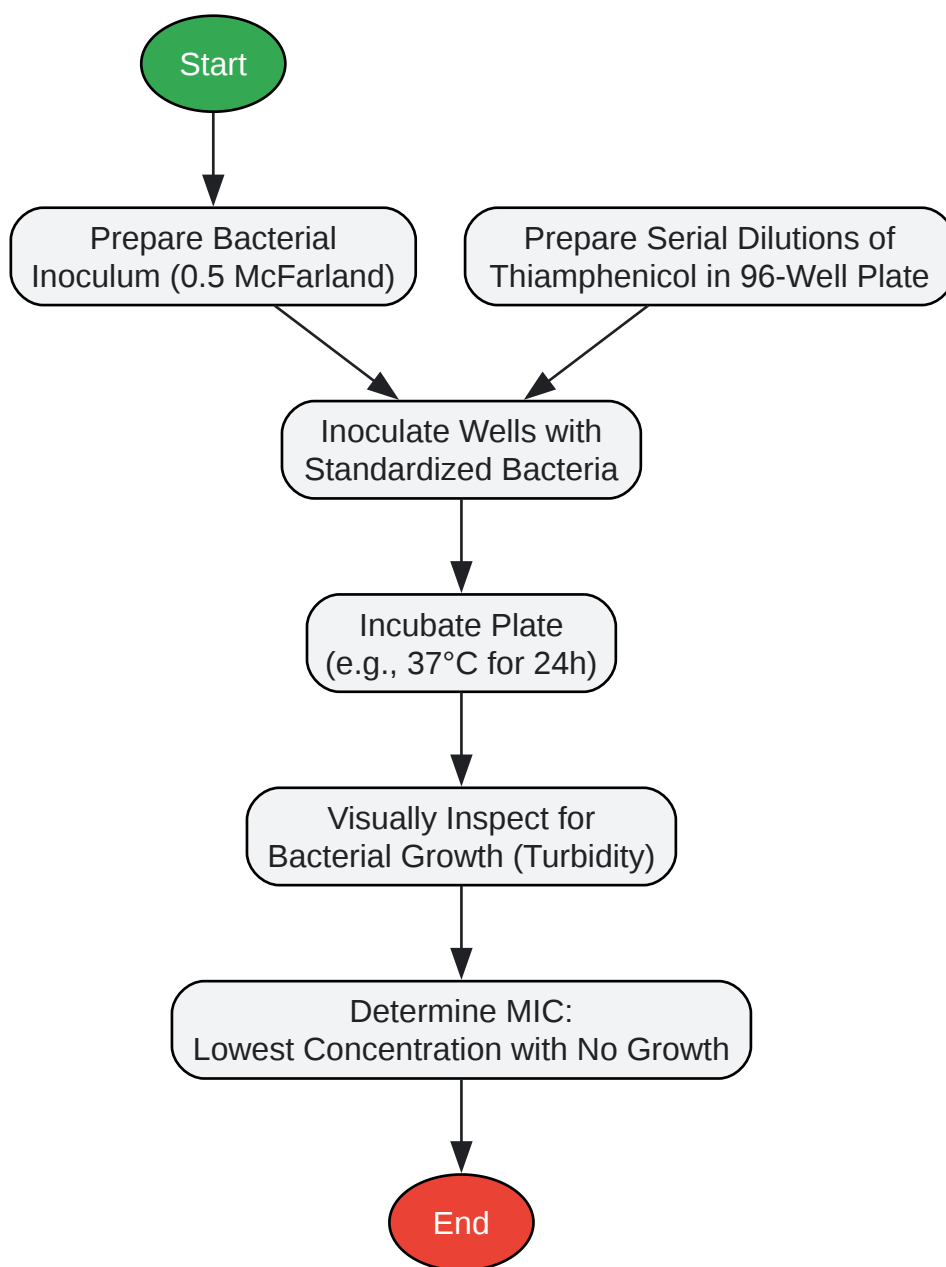 Start
Prepare Bacterial
Inoculum (0.5 McFarland)
Prepare Serial Dilutions of
Thiamphenicol in 96-Well Plate
Inoculate Wells with
Standardized Bacteria
Incubate Plate
(e.g., 37°C for 24h)
Visually Inspect for
Bacterial Growth (Turbidity)
Determine MIC:
Lowest Concentration with No Growth
End